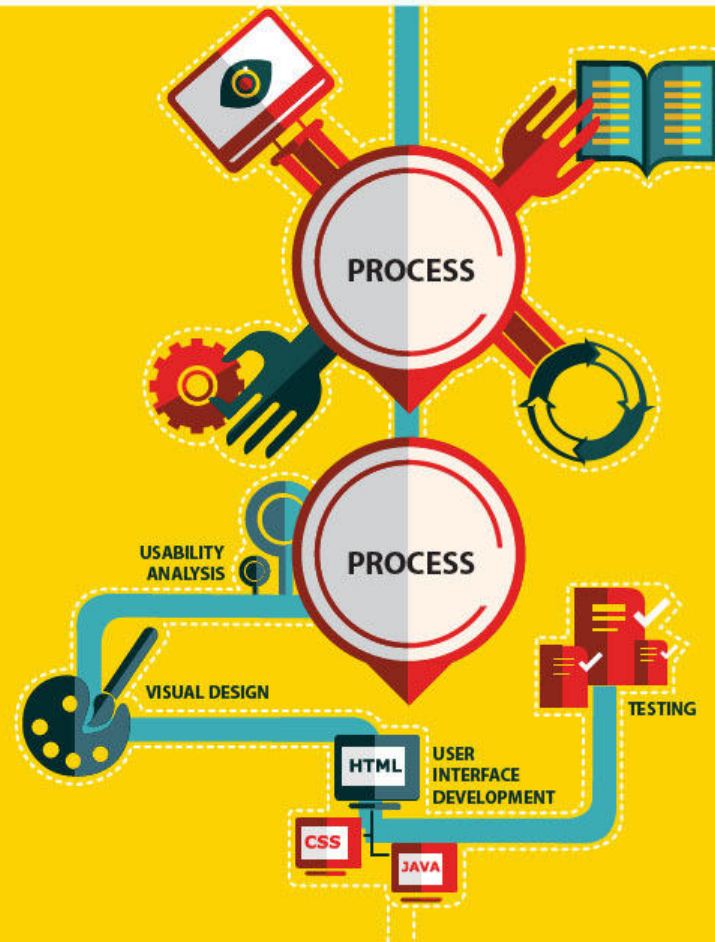 PROCESS
PROCESS
USABILITY
ANALYSIS
VISUAL DESIGN
TESTING
HTML
USER
INTERFACE
DEVELOPMENT
CSS
JAVA